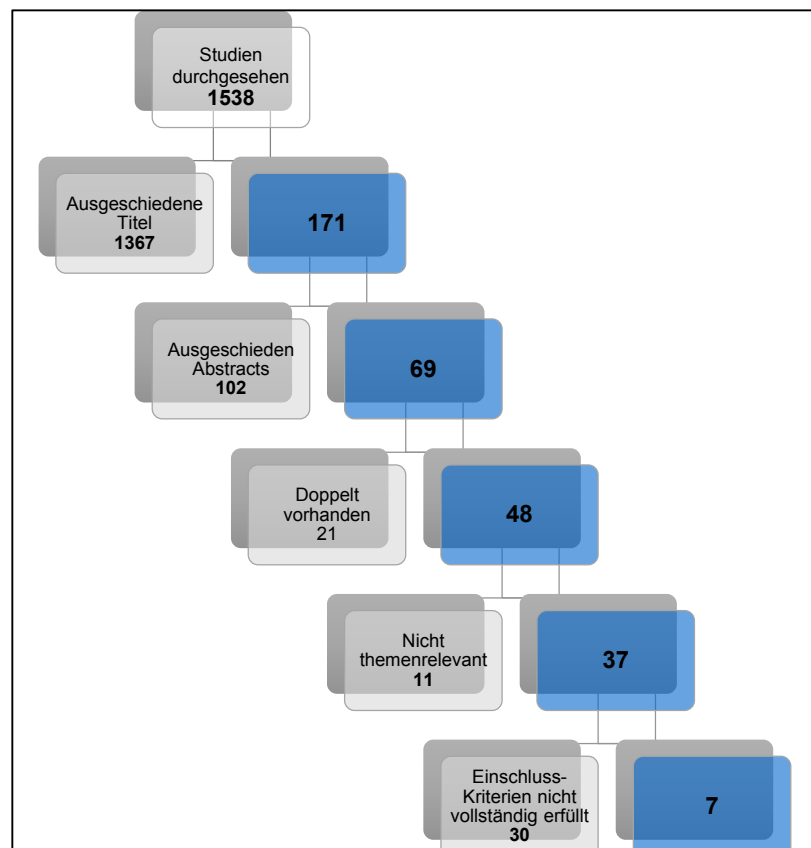 Studien
durchgesehen
1538
Ausgeschiedene
Titel
1367
171
Ausgeschieden
Abstracts
102
69
Doppelt
vorhanden
21
48
Nicht
themenrelevant
11
37
Einschluss-
Kriterien nicht
vollständig erfüllt
30
7